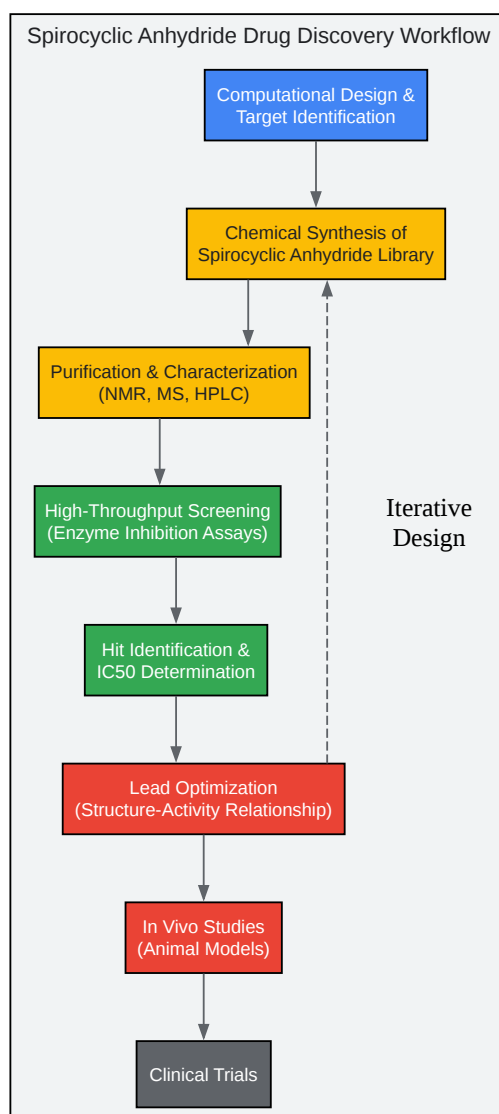 Spirocyclic Anhydride Drug Discovery Workflow
Computational Design &
Target Identification
Chemical Synthesis of
Spirocyclic Anhydride Library
Purification & Characterization
(NMR, MS, HPLC)
High-Throughput Screening
(Enzyme Inhibition Assays)
Iterative
Design
Hit Identification &
IC50 Determination
Lead Optimization
(Structure-Activity Relationship)
In Vivo Studies
(Animal Models)
Clinical Trials